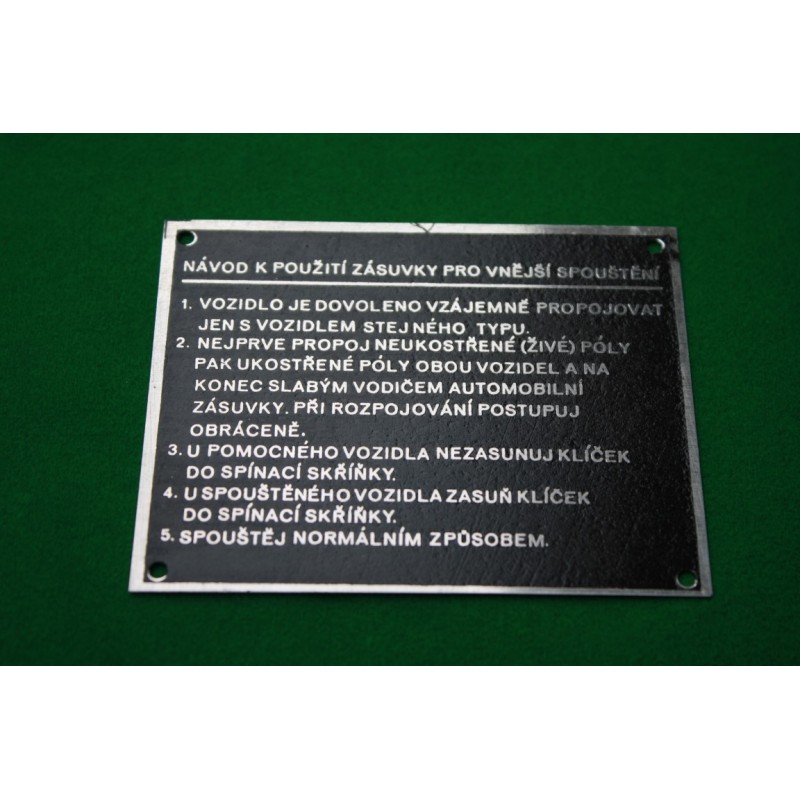 NÁVOD K POUŽITÍ ZÁSUVKY PRO VNĚJŠÍ SPOUŠTĚNÍ
1. VOZIDLO JE DOVOLENO VZÁJEMNĚ PROPOJOVAT
JEN S VOZIDLEM STEJNÉHO TYPU.
2. NEJPRVE PROPOJ NEUKOSTŘENÉ (ŽIVÉ) PÓLY
PAK UKOSTŘENÉ PÓLY OBOU VOZIDEL A NA
KONEC SLABÝM VODIČEM AUTOMOBILNÍ
ZÁSUVKY. PŘI ROZPOJOVÁNÍ POSTUPUJ
OBRÁCENĚ.
3. U POMOCNÉHO VOZIDLA NEZASUNUJ KLÍČEK
DO SPÍNACÍ SKŘÍŇKY.
4. U SPOUŠTĚNÉHO VOZIDLA ZASUŇ KLÍČEK
DO SPÍNACÍ SKŘÍŇKY.
5. SPOUŠTĚJ NORMÁLNÍM ZPŮSOBEM.